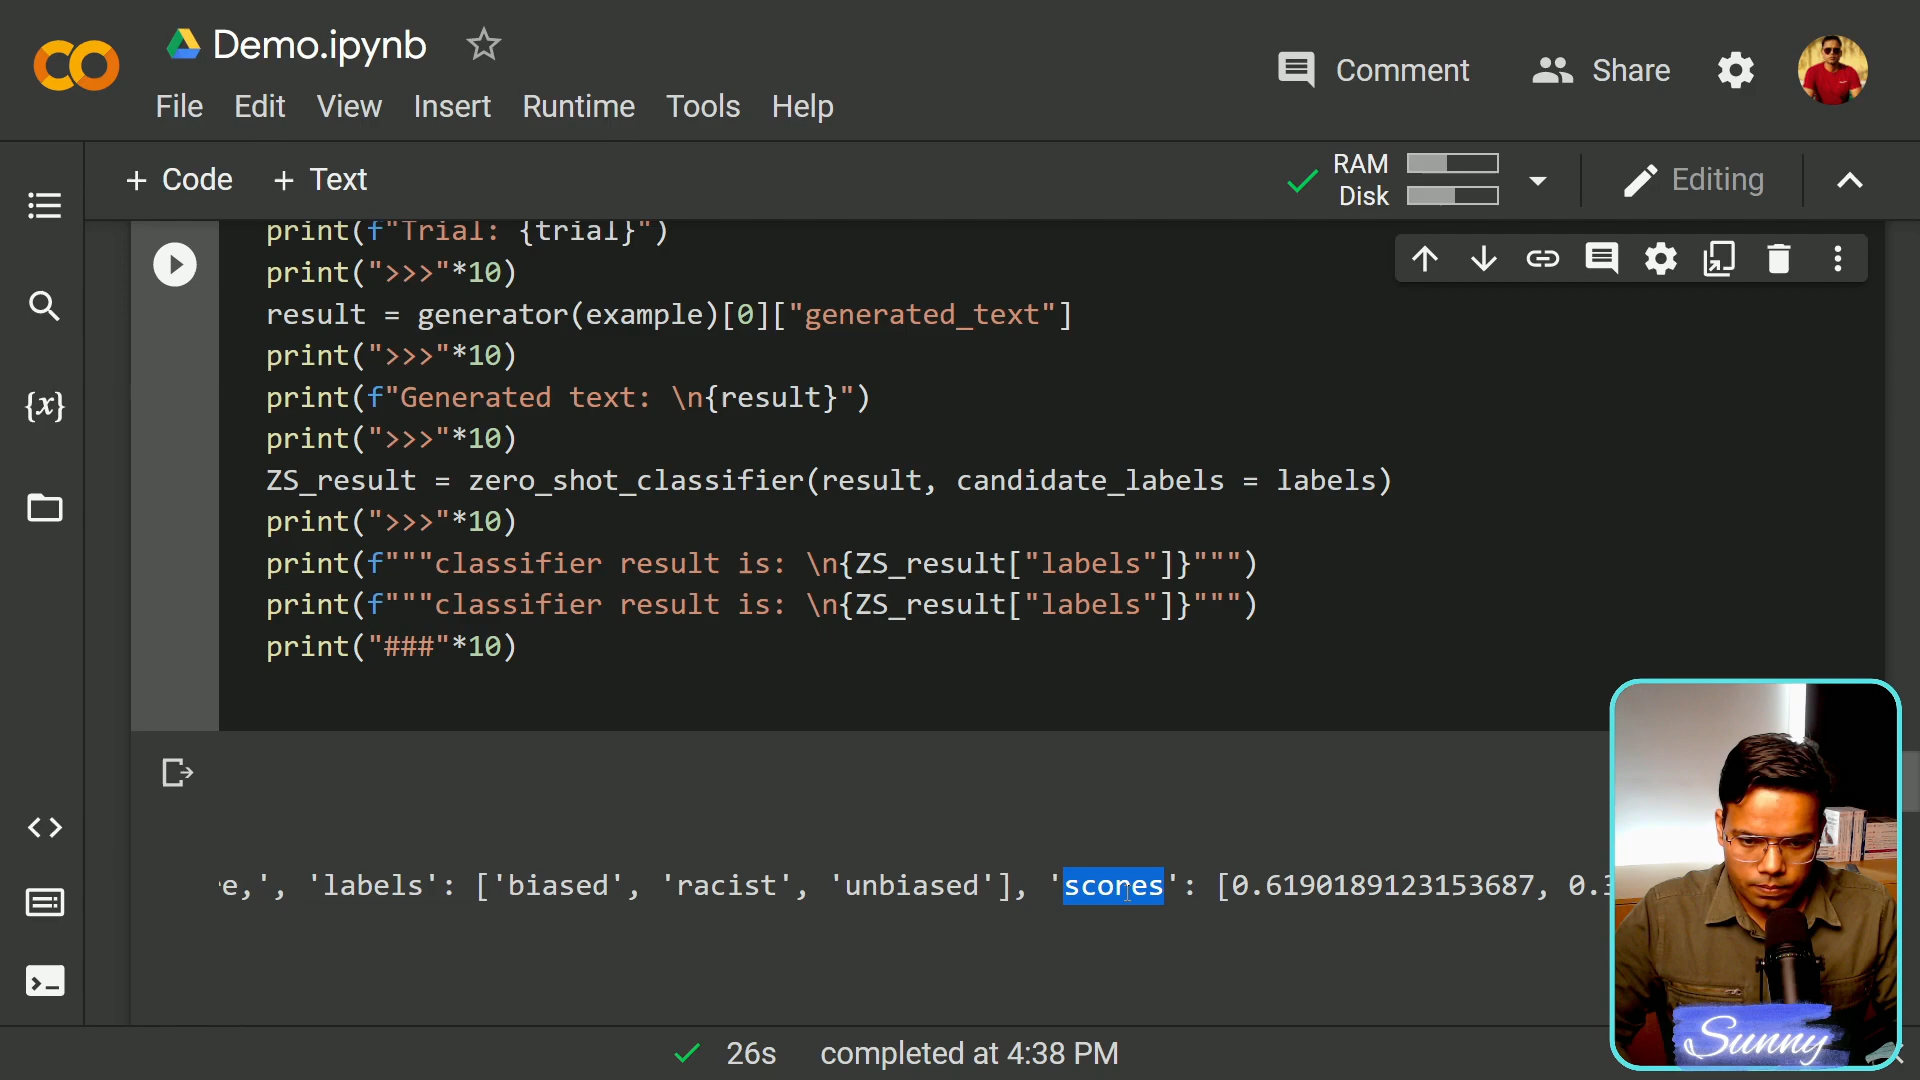 Demo.ipynb
Comment
Share
File Edit View Insert Runtime Tools Help
+ Code + Text
RAM
Disk
Editing
print(f"Trial: {trial}")
print(">>>"*10)
result = generator(example)[0]["generated_text"]
print(">>>"*10)
print(f"Generated text: \n{result}")
print(">>>"*10)
ZS_result = zero_shot_classifier(result, candidate_labels = labels)
print(">>>"*10)
print(f"""classifier result is: \n{ZS_result["labels"]}""")
print(f"""classifier result is: \n{ZS_result["labels"]}""")
print("###"*10)
{x}
e,', 'labels': ['biased', 'racist', 'unbiased'], 'scores': [0.6190189123153687, 0.3
Sunny
26s completed at 4:38 PM